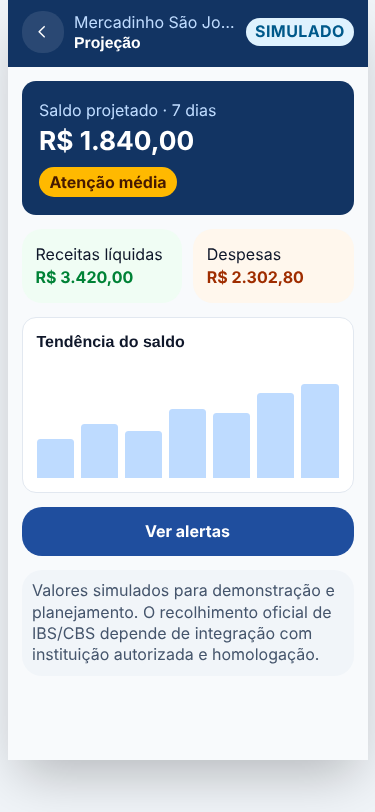 Mercadinho São Jo...
Projeção
SIMULADO
Saldo projetado · 7 dias
R$ 1.840,00
Atenção média
Receitas líquidas
R$ 3.420,00
Despesas
R$ 2.302,80
Tendência do saldo
Ver alertas
Valores simulados para demonstração e
planejamento. O recolhimento oficial de
IBS/CBS depende de integração com
instituição autorizada e homologação.